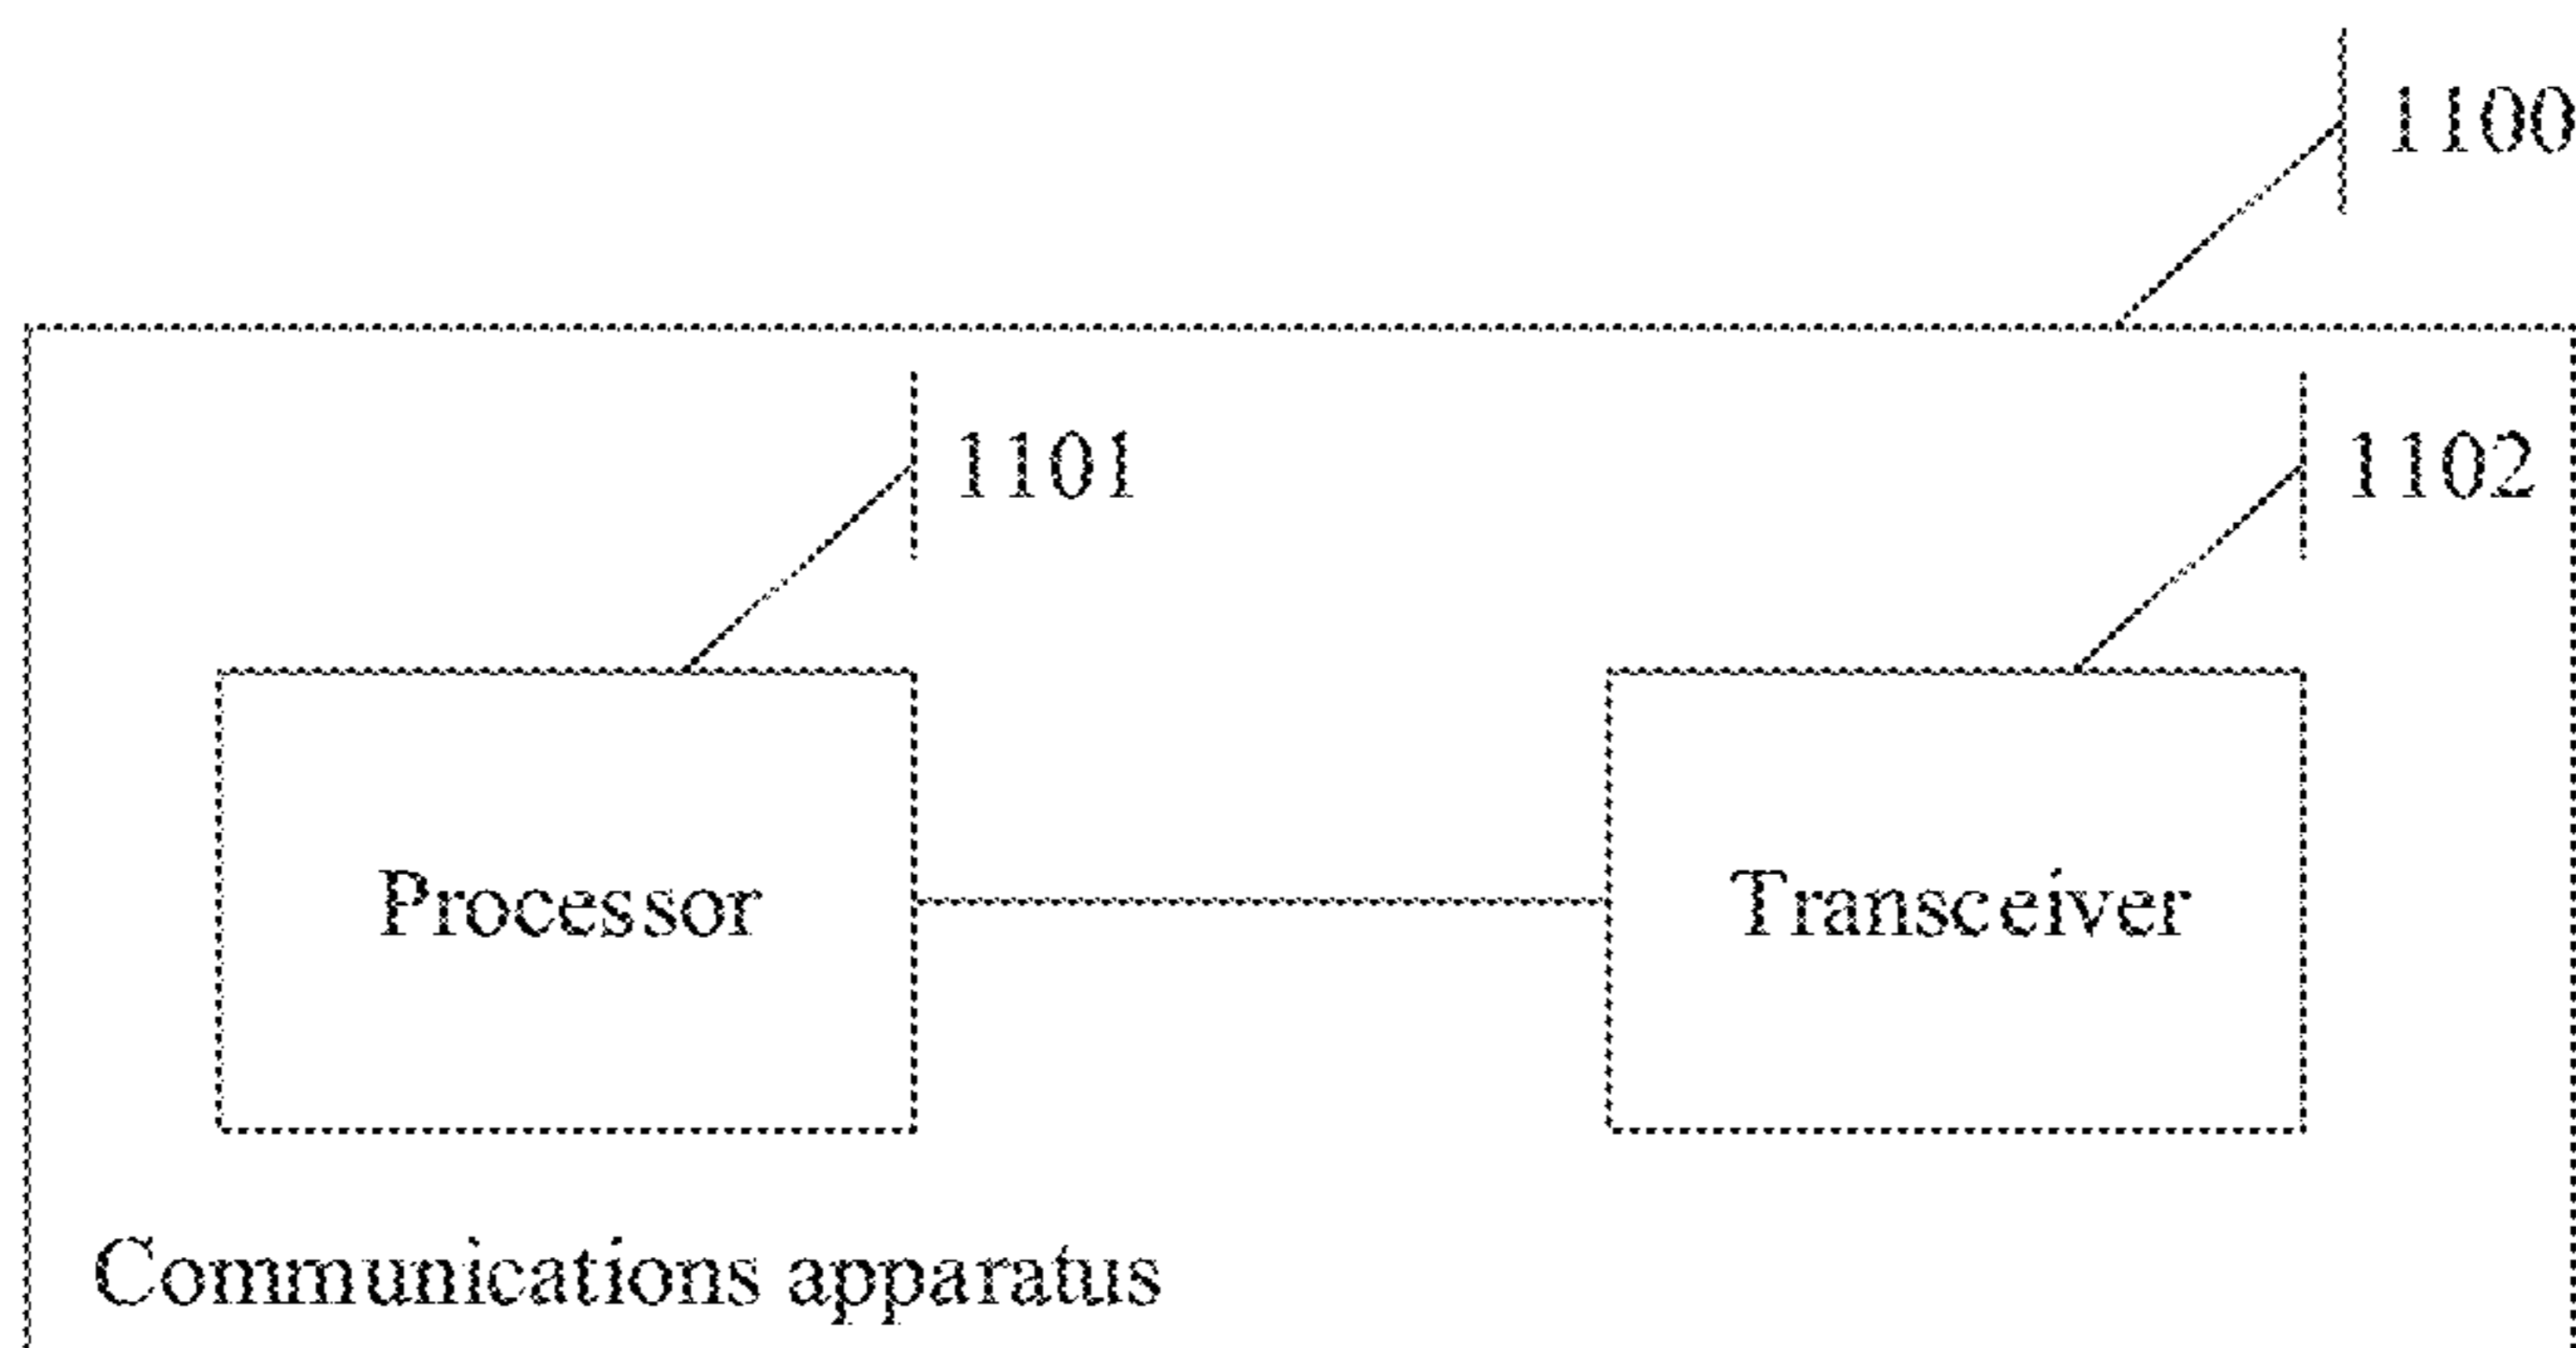 1100
1101
1102
Processor
Transceiver
Communications apparatus